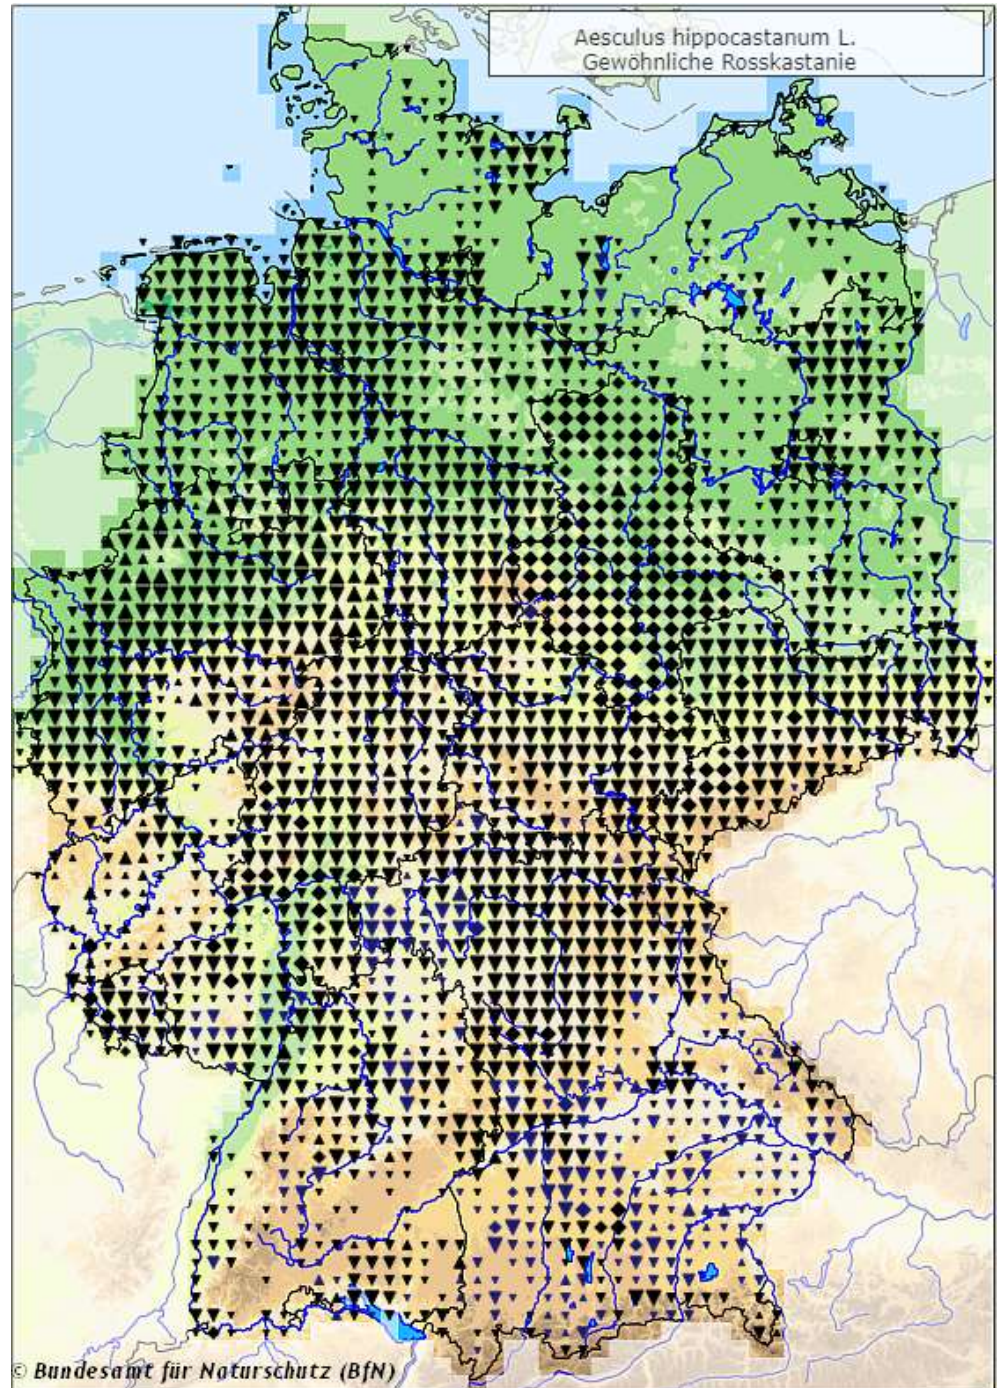 Aesculus hippocastanum L.
Gewöhnliche Rosskastanie
© Bundesamt für Naturschutz (BfN)